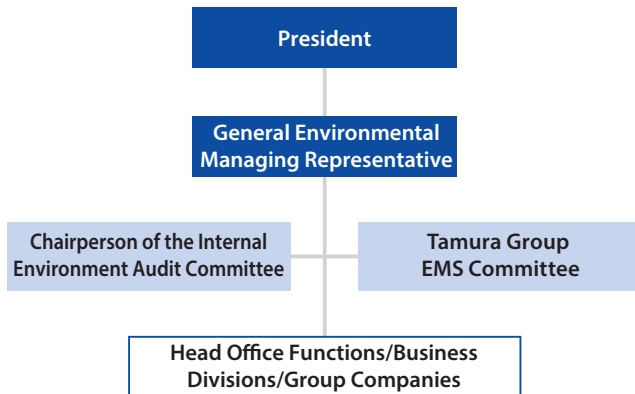 President
General Environmental
Managing Representative
Chairperson of the Internal
Environment Audit Committee
Tamura Group
EMS Committee
Head Office Functions/Business
Divisions/Group Companies